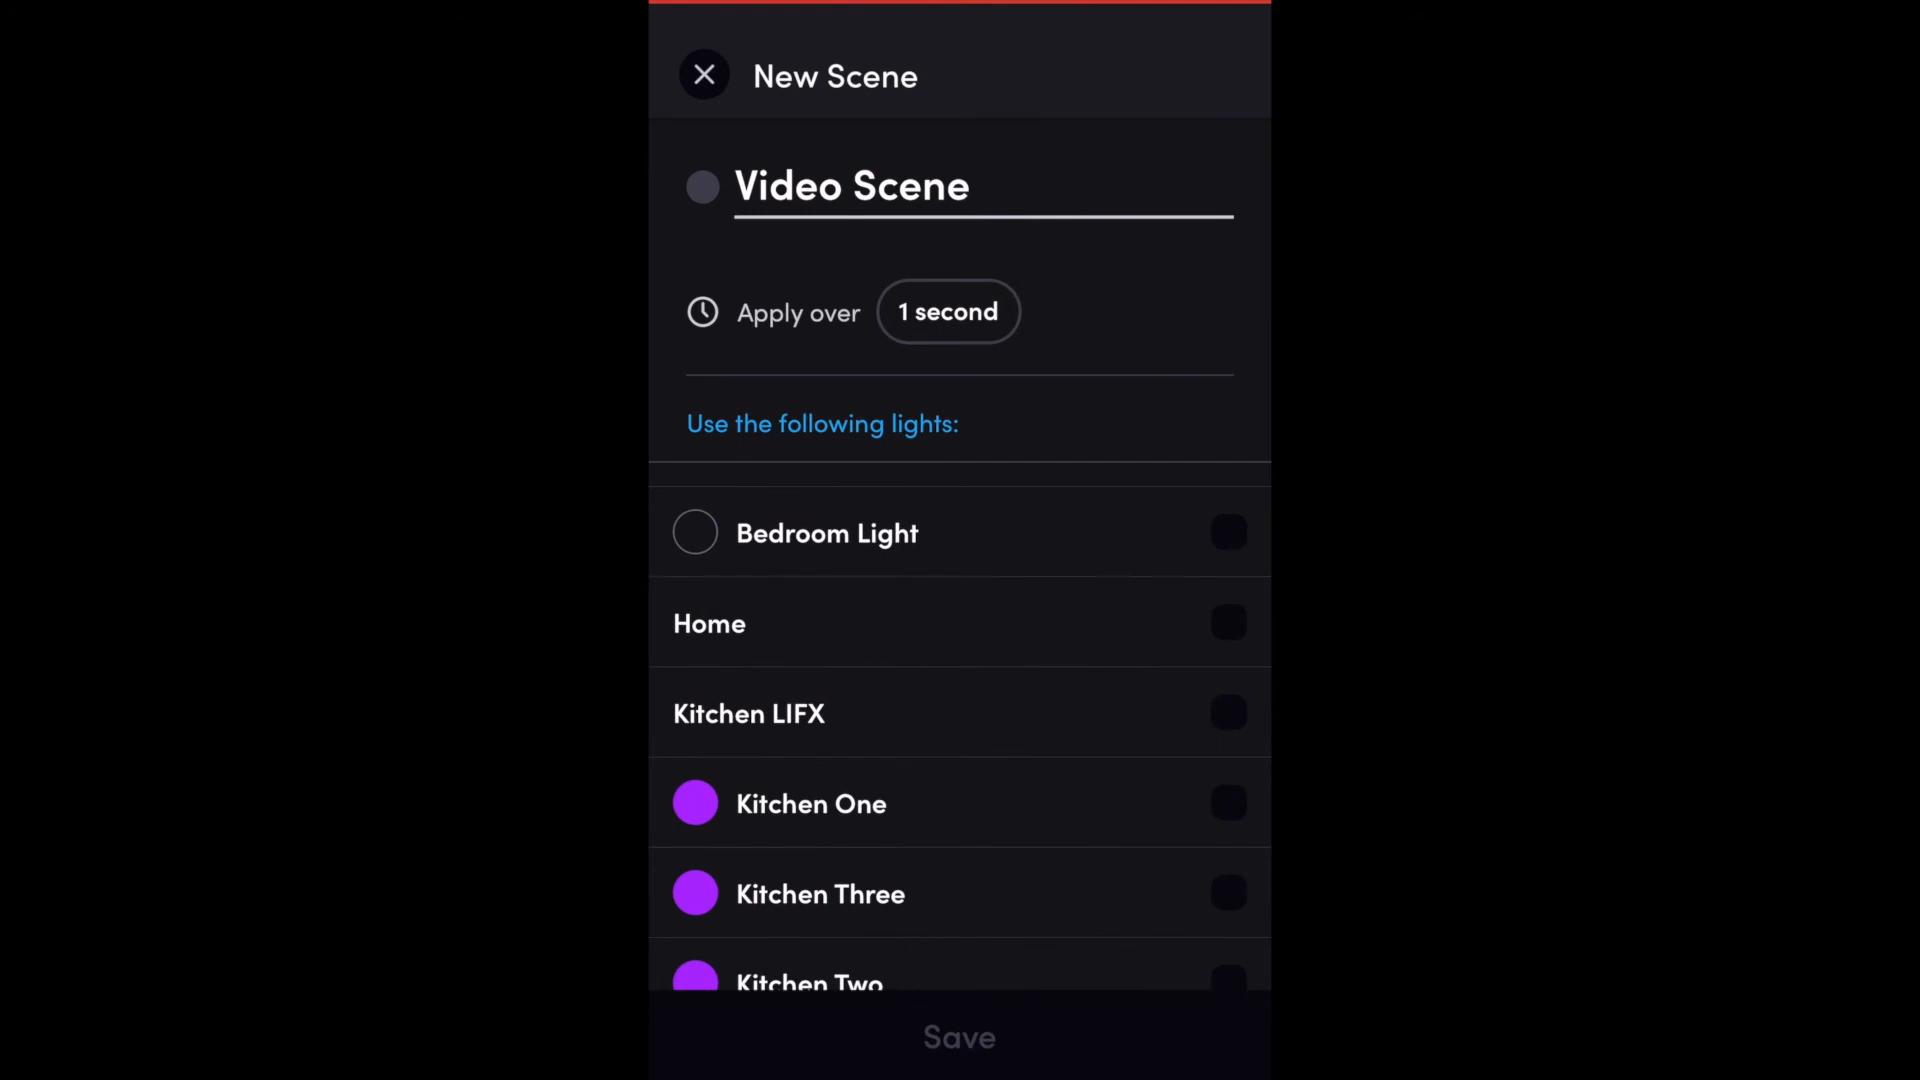 New Scene
Video Scene
Apply over 1 second
Use the following lights:
Bedroom Light
Home
Kitchen LIFX
Kitchen One
Kitchen Three
Kitchen Two
Save